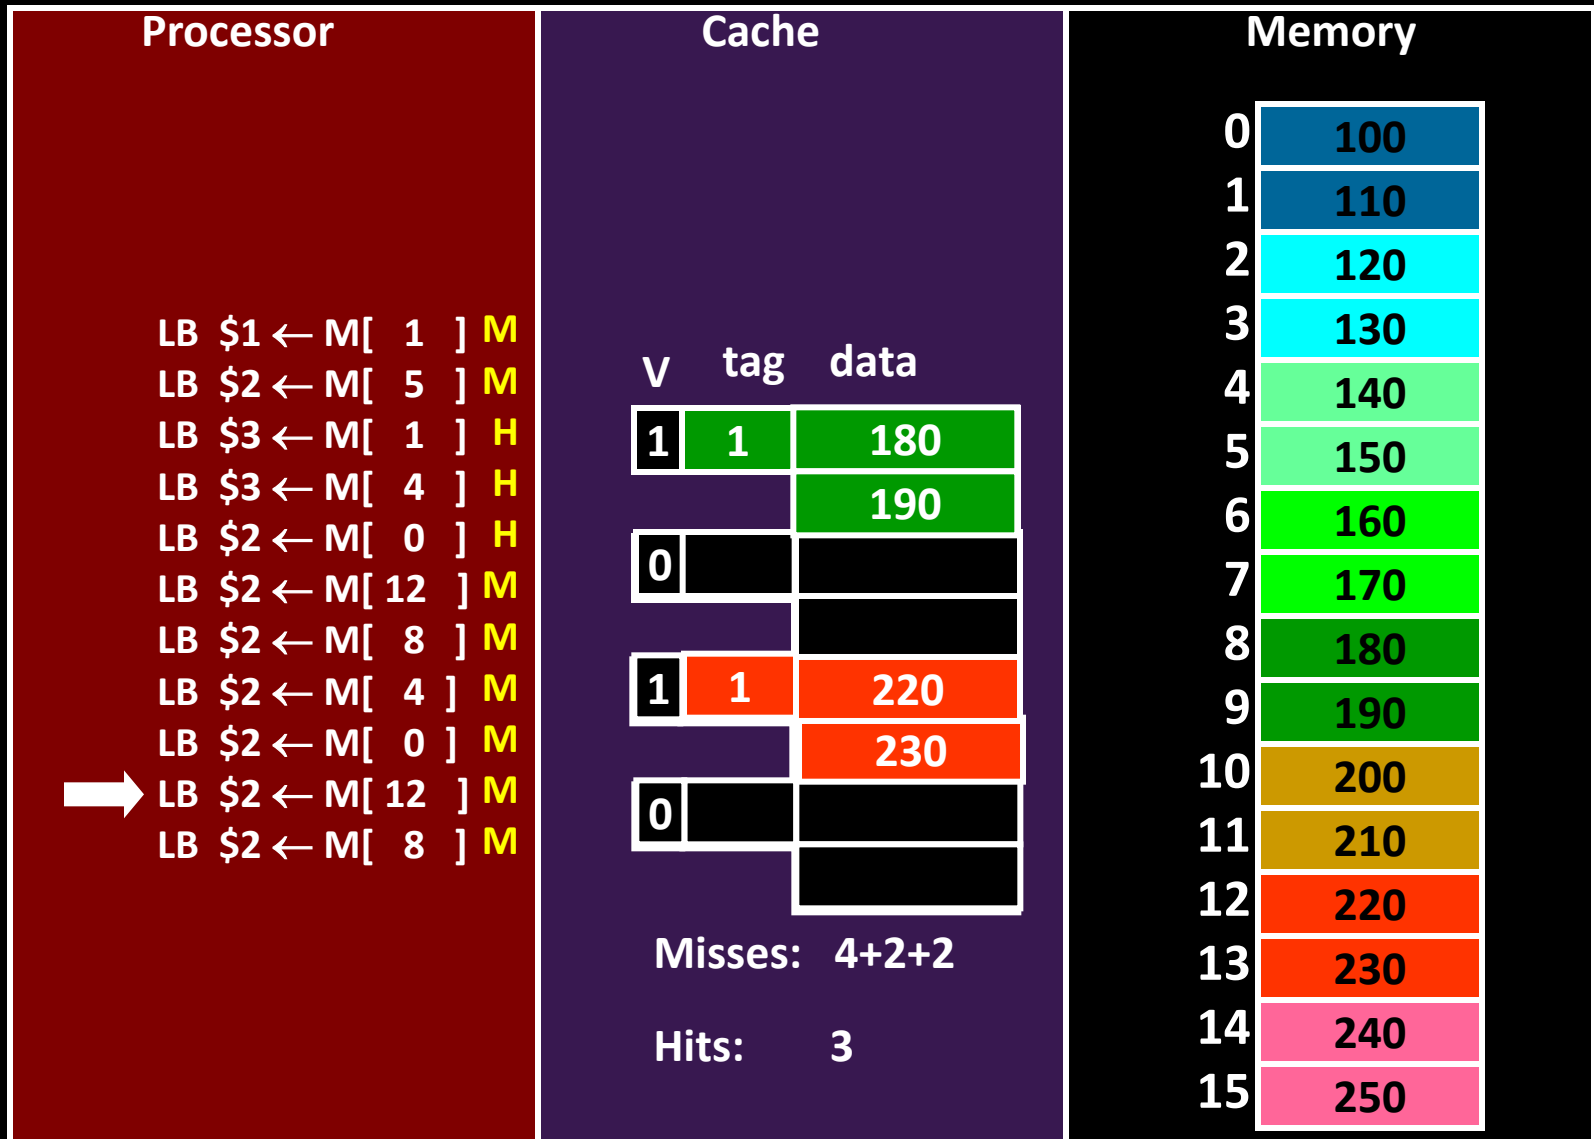 Processor
LB $1 ← M[ 1 ] M
LB $2 ← M[ 5 ] M
LB $3 ← M[ 1 ] H
LB $3 ← M[ 4 ] H
LB $2 ← M[ 0 ] H
LB $2 ← M[ 12 ] M
LB $2 ← M[ 8 ] M
LB $2 ← M[ 4 ] M
LB $2 ← M[ 0 ] M
LB $2 ← M[ 12 ] M
LB $2 ← M[ 8 ] M
Cache
V tag data
1 1 180
190
0
1 1 220
230
0
Misses: 4+2+2
Hits: 3
Memory
0 100
1 110
2 120
3 130
4 140
5 150
6 160
7 170
8 180
9 190
10 200
11 210
12 220
13 230
14 240
15 250